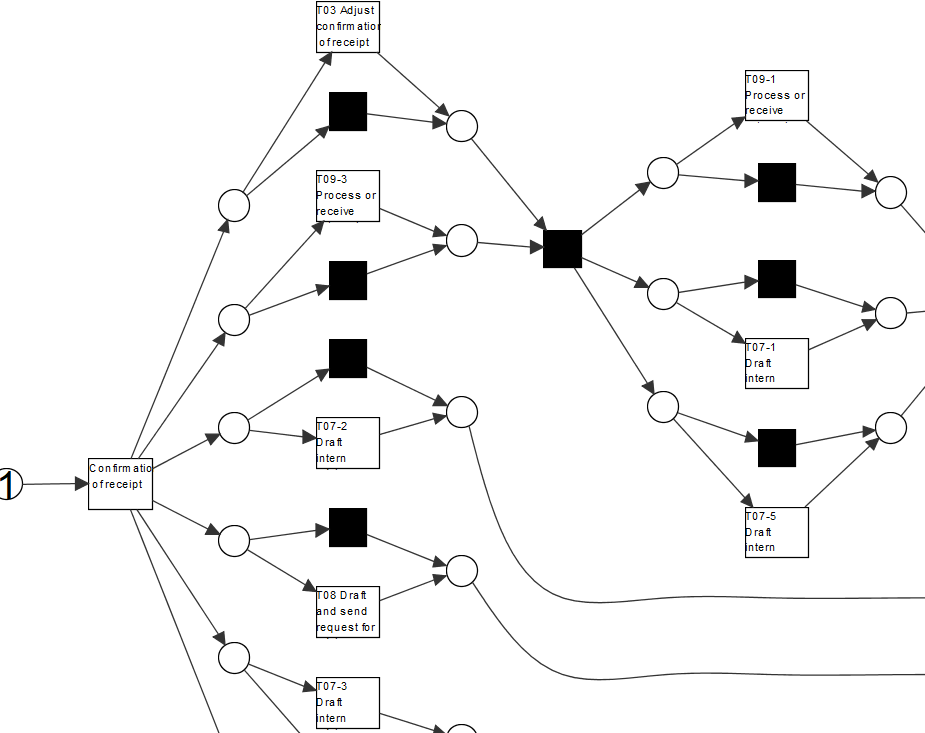 T03 Adjust
confirmation
of receipt
T09-1
Process or
receive
T09-3
Process or
receive
T07-1
Draft
intern
T07-2
Draft
intern
Confirmatio
of receipt
1
T07-5
Draft
intern
T08 Draft
and send
request for
T07-3
Draft
intern